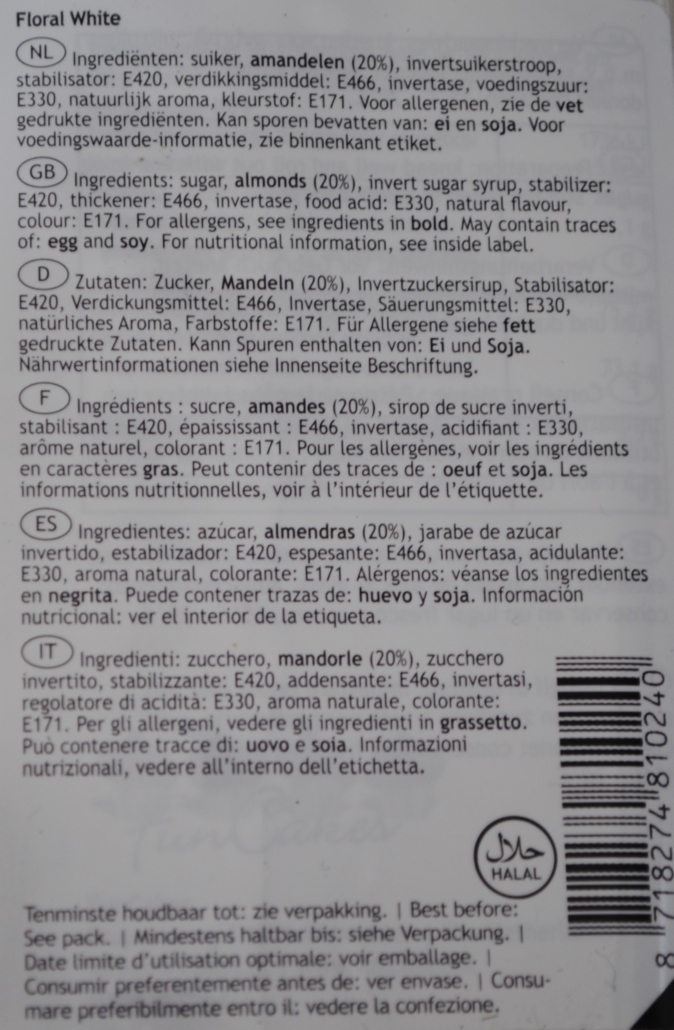 Floral White
NL Ingrediënten: suiker, amandelen (20%), invertsuikerstroop,
stabilisator: E420, verdikkingsmiddel: E466, invertase, voedingszuur:
E330, natuurlijk aroma, kleurstof: E171. Voor allergenen, zie de vet
gedrukte ingrediënten. Kan sporen bevatten van: ei en soja. Voor
voedingswaarde-informatie, zie binnenkant etiket.
GB Ingredients: sugar, almonds (20%), invert sugar syrup, stabilizer:
E420, thickener: E466, invertase, food acid: E330, natural flavour,
colour: E171. For allergens, see ingredients in bold. May contain traces
of: egg and soy. For nutritional information, see inside label.
D Zutaten: Zucker, Mandeln (20%), Invertzuckersirup, Stabilisator:
E420, Verdickungsmittel: E466, Invertase, Säuerungsmittel: E330,
natürliches Aroma, Farbstoffe: E171. Für Allergene siehe fett
gedruckte Zutaten. Kann Spuren enthalten von: Ei und Soja.
Nährwertinformationen siehe Innenseite Beschriftung.
F Ingrédients : sucre, amandes (20%), sirop de sucre inverti,
stabilisant : E420, épaississant : E466, invertase, acidifiant : E330,
arôme naturel, colorant : E171. Pour les allergènes, voir les ingrédients
en caractères gras. Peut contenir des traces de : oeuf et soja. Les
informations nutritionnelles, voir à l'intérieur de l'étiquette.
ES Ingredientes: azúcar, almendras (20%), jarabe de azúcar
invertido, estabilizador: E420, espesante: E466, invertasa, acidulante:
E330, aroma natural, colorante: E171. Alérgenos: véanse los ingredientes
en negrita. Puede contener trazas de: huevo y soja. Información
nutricional: ver el interior de la etiqueta.
IT Ingredienti: zucchero, mandorle (20%), zucchero
invertito, stabilizzante: E420, addensante: E466, invertasi,
regolatore di acidità: E330, aroma naturale, colorante:
E171. Per gli allergeni, vedere gli ingredienti in grassetto.
Può contenere tracce di: uovo e soia. Informazioni
nutrizionali, vedere all'interno dell'etichetta.
8 718274 810240
حلال
HALAL
Tenminste houdbaar tot: zie verpakking. | Best before:
See pack. | Mindestens haltbar bis: siehe Verpackung. |
Date limite d'utilisation optimale: voir emballage. |
Consumir preferentemente antes de: ver envase. | Consu-
mare preferibilmente entro il: vedere la confezione.